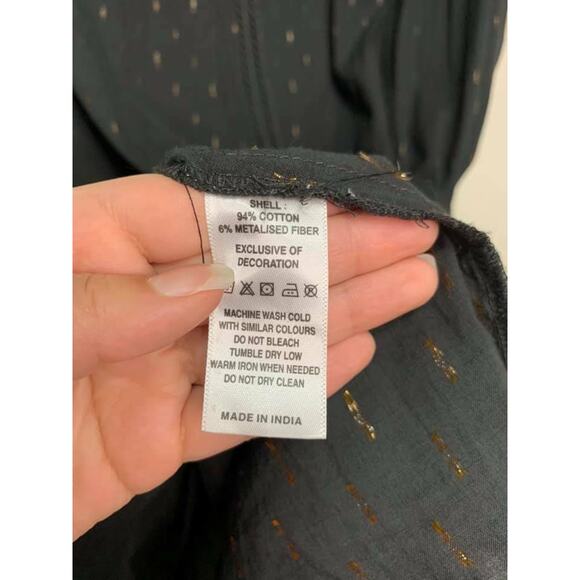 SHELL:
94% COTTON
6% METALISED FIBER
EXCLUSIVE OF
DECORATION
MACHINE WASH COLD
WITH SIMILAR COLOURS
DO NOT BLEACH
TUMBLE DRY LOW
WARM IRON WHEN NEEDED
DO NOT DRY CLEAN
MADE IN INDIA